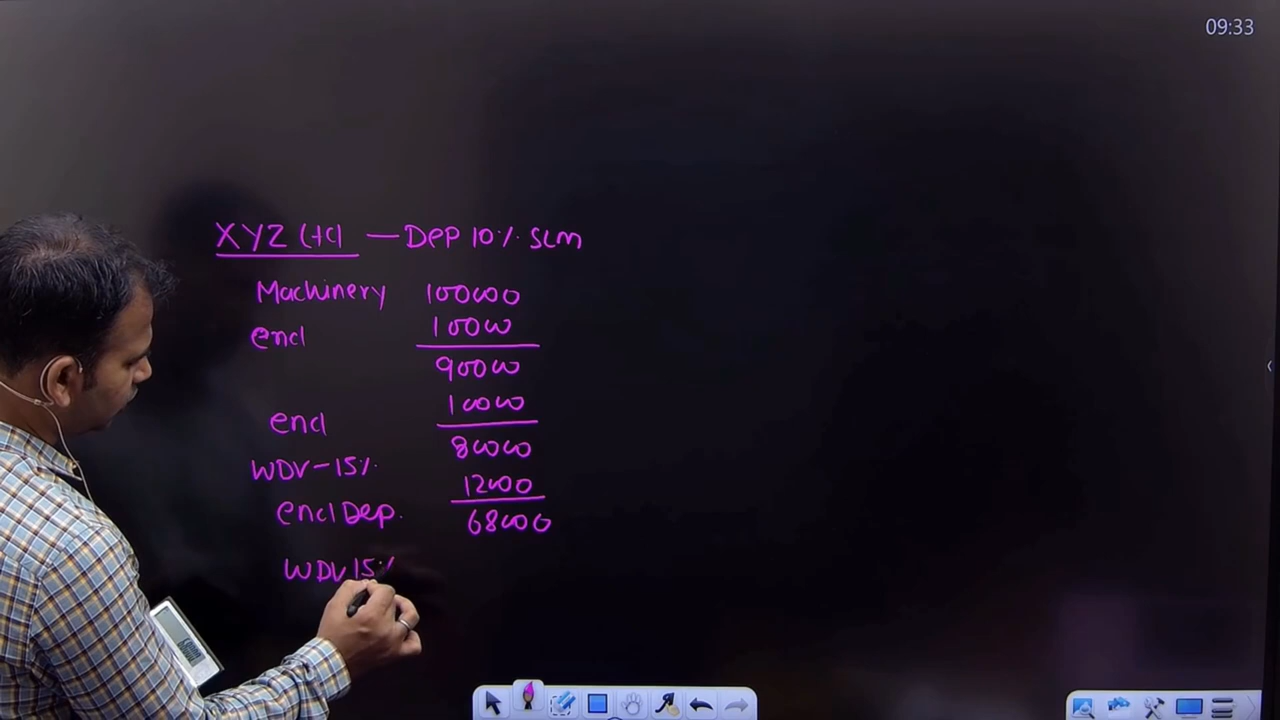 09:33
XYZ Ltd — Dep 10% SLM
Machinery 100000
end 10000
90000
end 10000
80000
WDV - 15% 12000
end Dep. 68000
WDV 15%